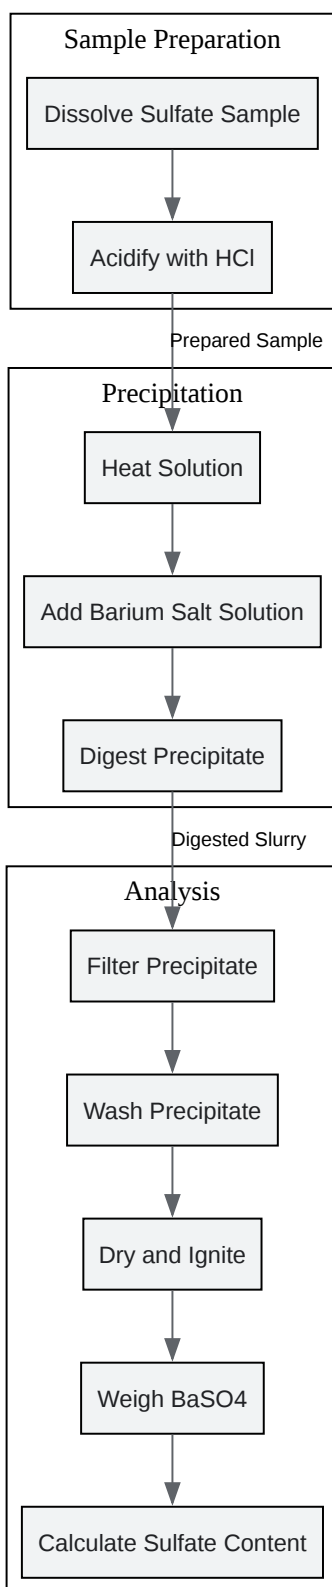 Sample Preparation
Dissolve Sulfate Sample
Acidify with HCl
Prepared Sample
Precipitation
Heat Solution
Add Barium Salt Solution
Digest Precipitate
Digested Slurry
Analysis
Filter Precipitate
Wash Precipitate
Dry and Ignite
Weigh BaSO4
Calculate Sulfate Content